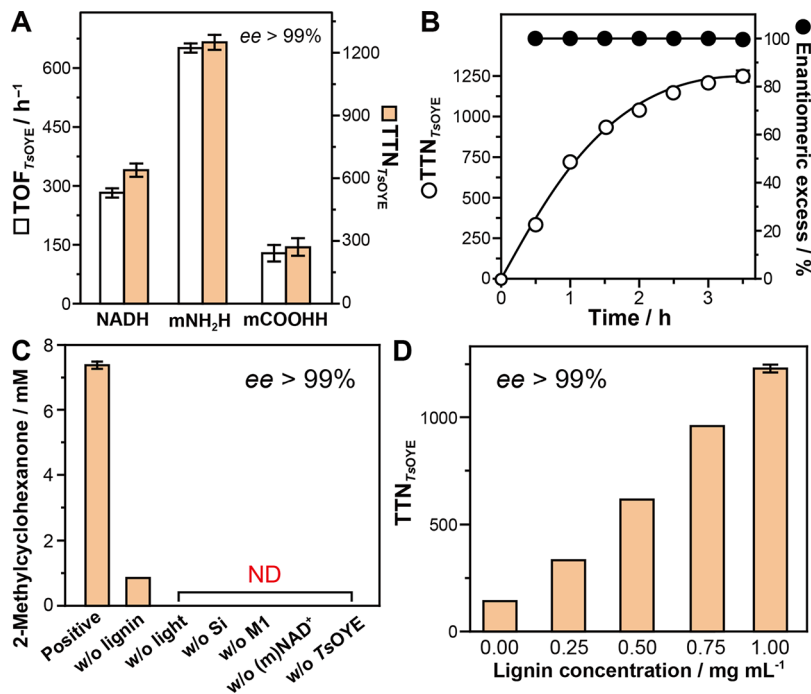 A
ee > 99%
TOF_TsOYE / h⁻¹
TTN_TsOYE
0
150
300
450
600
0
300
600
900
1200
NADH
mNH₂H
mCOOHH
B
TTN_TsOYE
Enantiomeric excess / %
0
250
500
750
1000
1250
0
20
40
60
80
100
0
1
2
3
Time / h
C
ee > 99%
2-Methylcyclohexanone / mM
0
2
4
6
8
ND
Positive
w/o lignin
w/o light
w/o Si
w/o M1
w/o (m)NAD⁺
w/o TsOYE
D
ee > 99%
TTN_TsOYE
0
500
1000
0.00
0.25
0.50
0.75
1.00
Lignin concentration / mg mL⁻¹